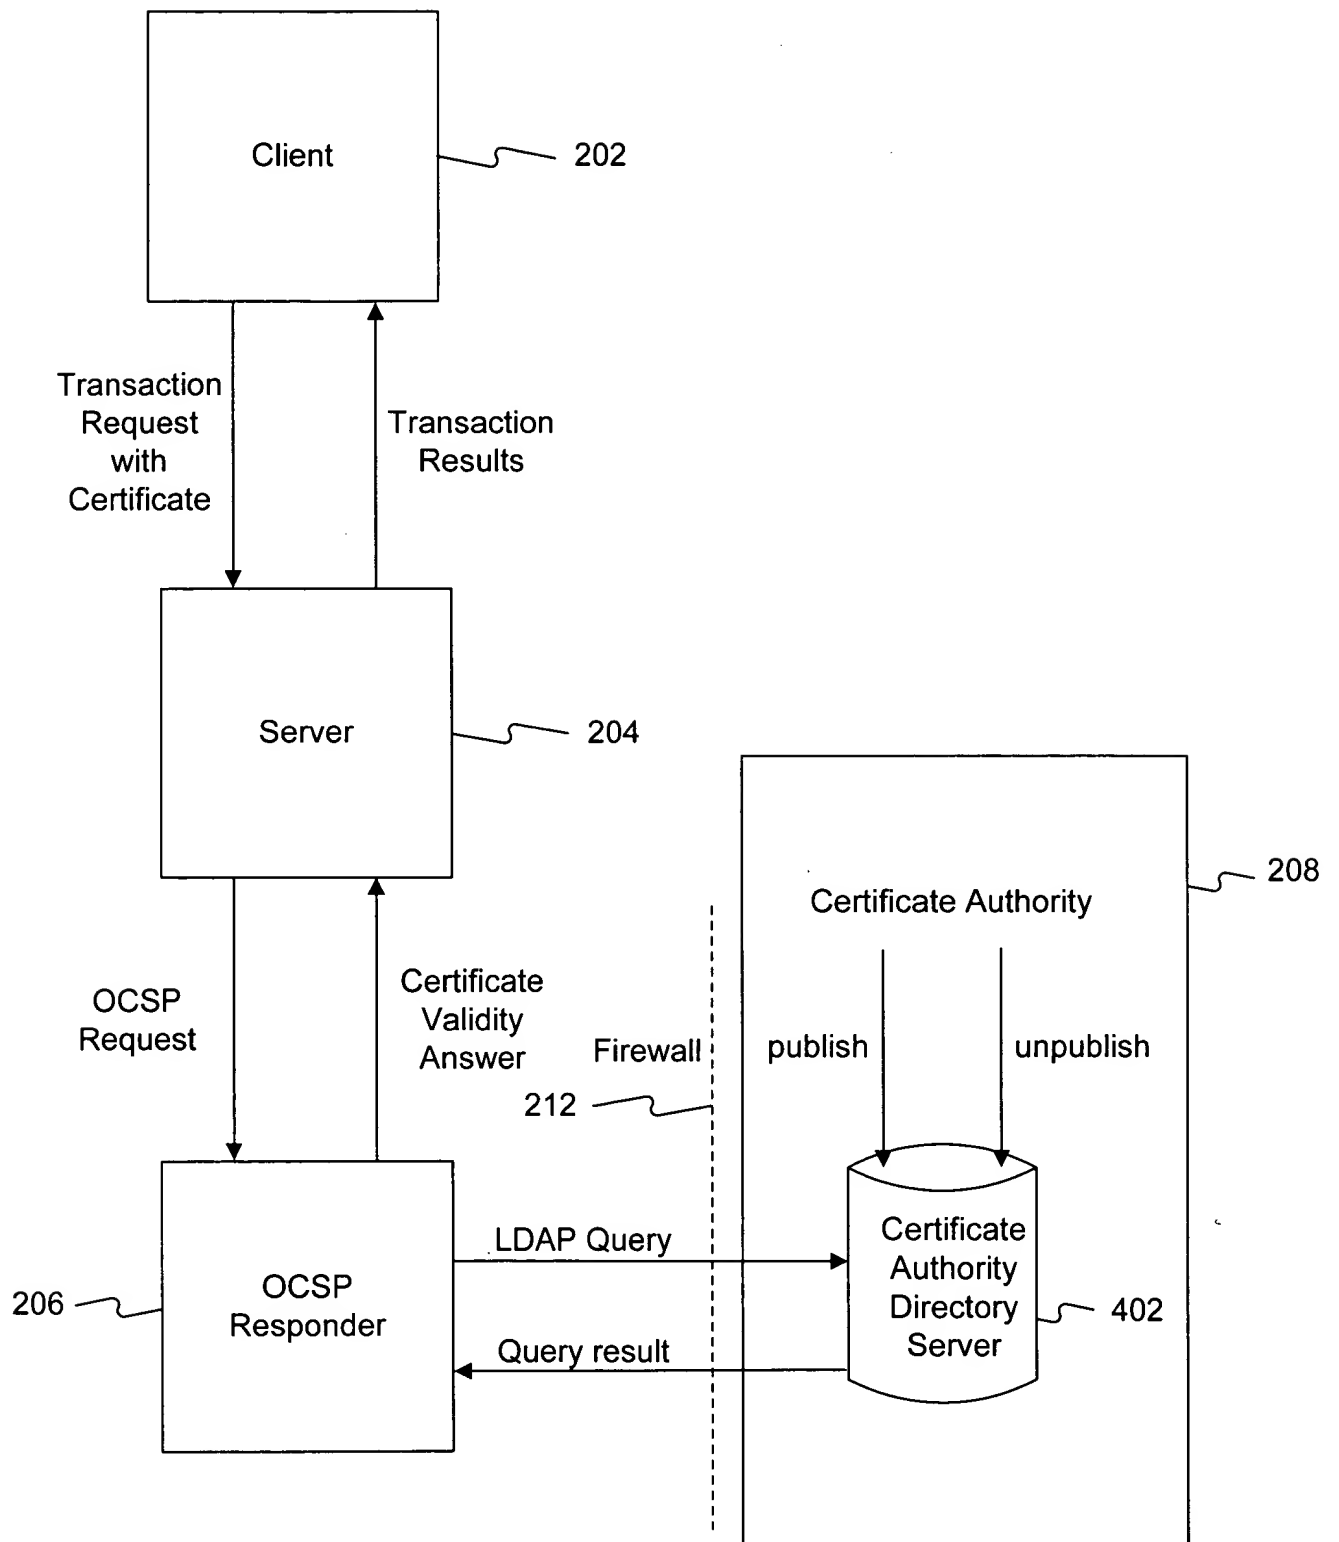 Client
202
Transaction
Request
with
Certificate
Transaction
Results
Server
204
208
Certificate Authority
OCSP
Request
Certificate
Validity
Answer
Firewall
publish
unpublish
212
LDAP Query
Certificate
Authority
Directory
Server
402
206
OCSP
Responder
Query result